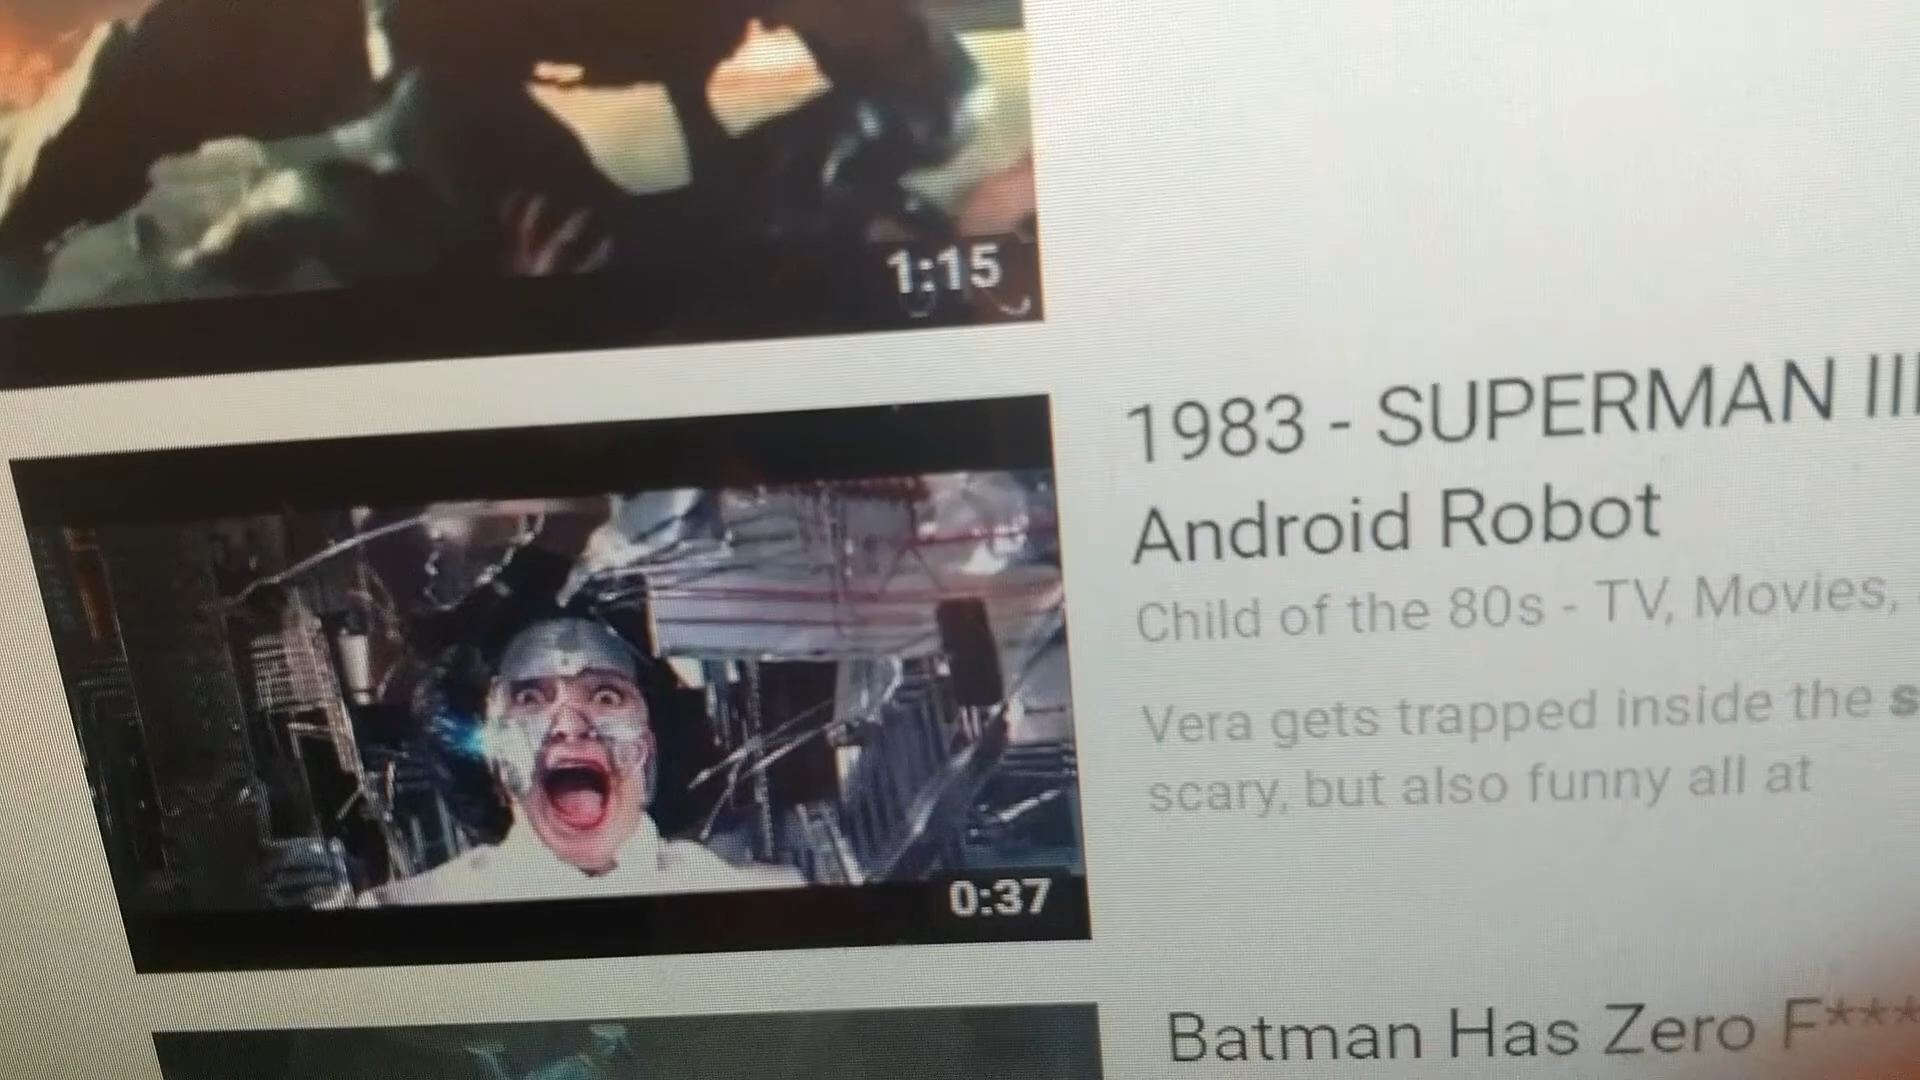 1:15
1983 - SUPERMAN III
Android Robot
Child of the 80s - TV, Movies,
Vera gets trapped inside the
scary, but also funny all at
0:37
Batman Has Zero F***